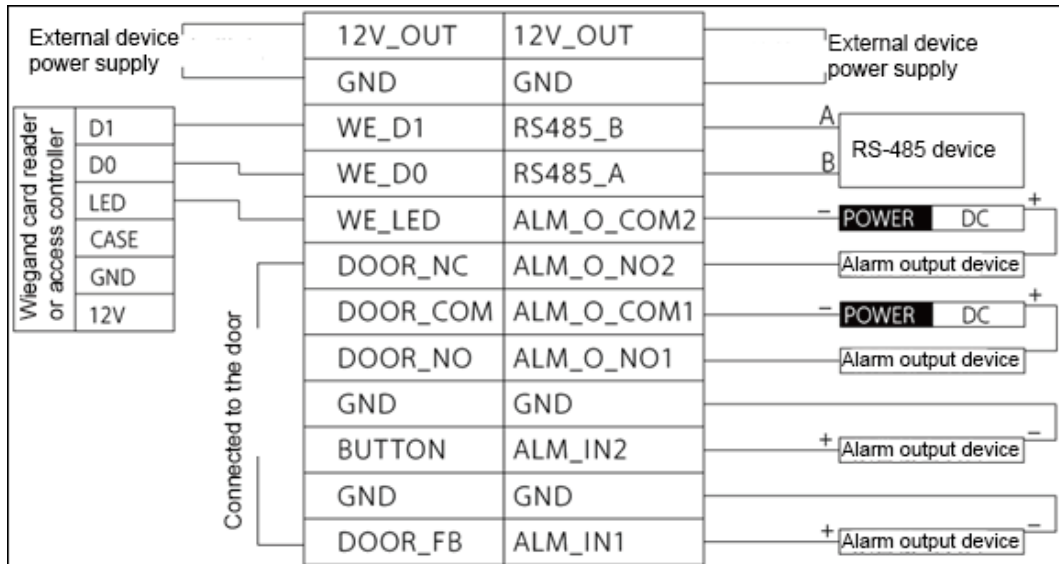 External device
power supply
12V_OUT 12V_OUT
External device
power supply
GND GND
Wiegand card reader
or access controller
D1
WE_D1 RS485_B
A
RS-485 device
D0
WE_D0 RS485_A
B
LED
WE_LED ALM_O_COM2
− POWER DC +
CASE
GND
12V
Connected to the door
DOOR_NC ALM_O_NO2
Alarm output device
DOOR_COM ALM_O_COM1
− POWER DC +
DOOR_NO ALM_O_NO1
Alarm output device
GND GND
BUTTON ALM_IN2
+ Alarm output device −
GND GND
DOOR_FB ALM_IN1
+ Alarm output device −